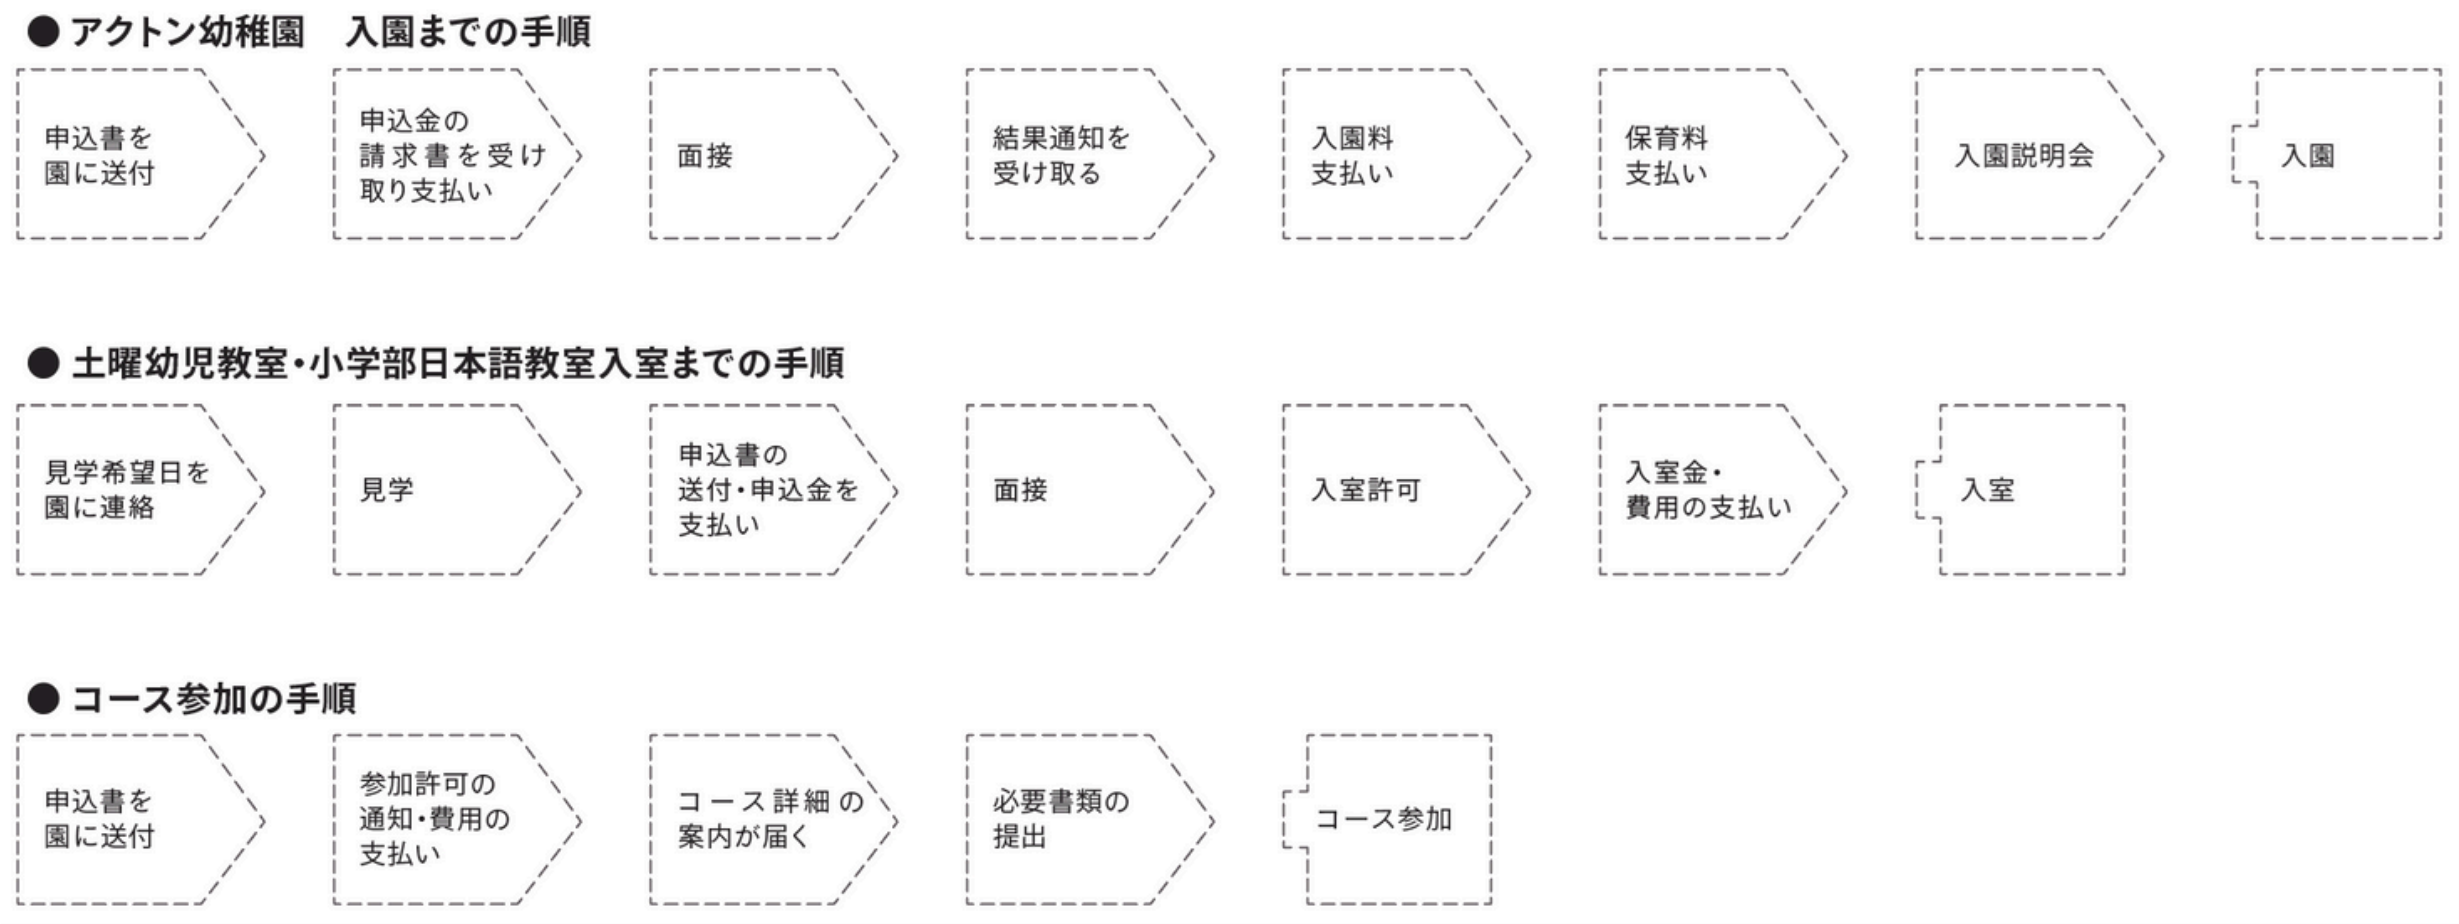 ● アクトン幼稚園　入園までの手順
申込書を
園に送付
申込金の
請求書を受け
取り支払い
面接
結果通知を
受け取る
入園料
支払い
保育料
支払い
入園説明会
入園
● 土曜幼児教室・小学部日本語教室入室までの手順
見学希望日を
園に連絡
見学
申込書の
送付・申込金を
支払い
面接
入室許可
入室金・
費用の支払い
入室
● コース参加の手順
申込書を
園に送付
参加許可の
通知・費用の
支払い
コース詳細の
案内が届く
必要書類の
提出
コース参加